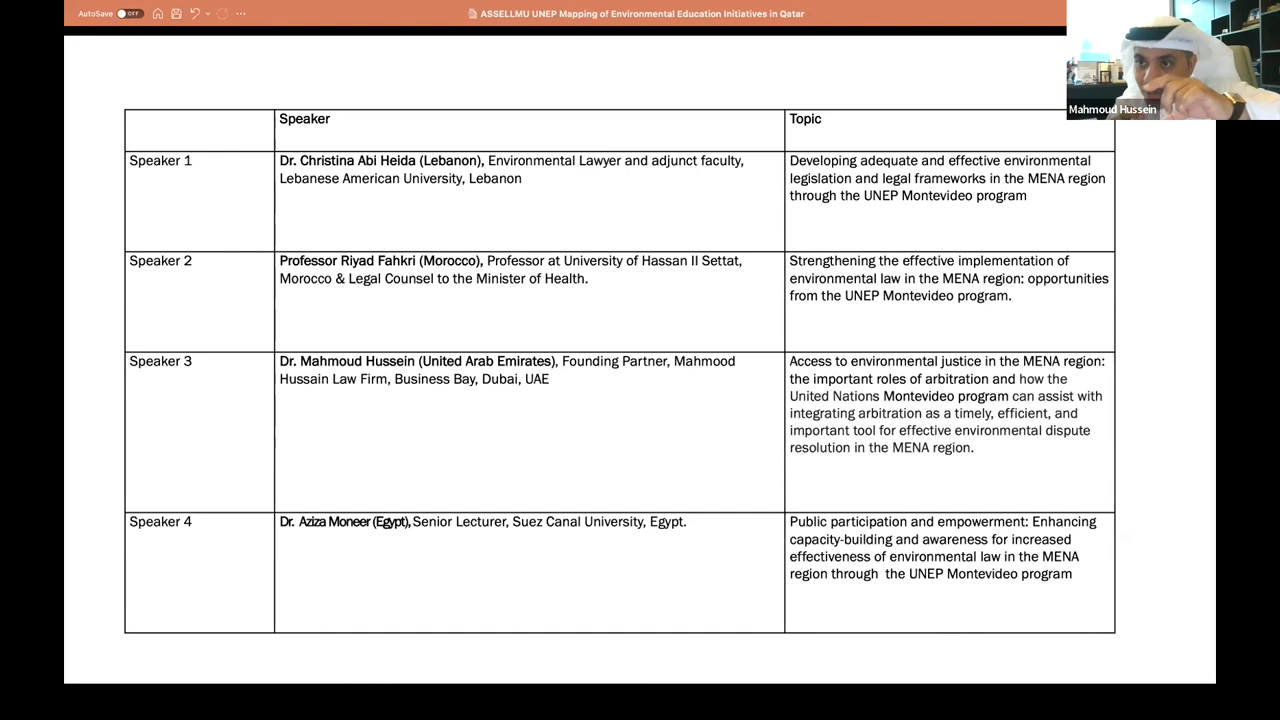 AutoSave OFF
ASSELLMU UNEP Mapping of Environmental Education Initiatives in Qatar
Mahmoud Hussein
Speaker
Topic
Speaker 1
Dr. Christina Abi Heida (Lebanon), Environmental Lawyer and adjunct faculty,
Lebanese American University, Lebanon
Developing adequate and effective environmental
legislation and legal frameworks in the MENA region
through the UNEP Montevideo program
Speaker 2
Professor Riyad Fahkri (Morocco), Professor at University of Hassan II Settat,
Morocco & Legal Counsel to the Minister of Health.
Strengthening the effective implementation of
environmental law in the MENA region: opportunities
from the UNEP Montevideo program.
Speaker 3
Dr. Mahmoud Hussein (United Arab Emirates), Founding Partner, Mahmood
Hussain Law Firm, Business Bay, Dubai, UAE
Access to environmental justice in the MENA region:
the important roles of arbitration and how the
United Nations Montevideo program can assist with
integrating arbitration as a timely, efficient, and
important tool for effective environmental dispute
resolution in the MENA region.
Speaker 4
Dr. Aziza Moneer (Egypt), Senior Lecturer, Suez Canal University, Egypt.
Public participation and empowerment: Enhancing
capacity-building and awareness for increased
effectiveness of environmental law in the MENA
region through the UNEP Montevideo program